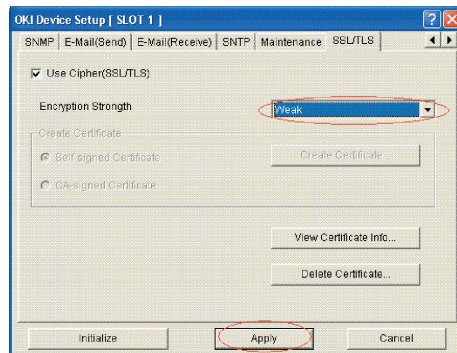 OKI Device Setup [ SLOT 1 ]
SNMP E-Mail(Send) E-Mail(Receive) SNTP Maintenance SSL/TLS
Use Cipher(SSL/TLS)
Encryption Strength Weak
Create Certificate
Self-signed Certificate Create Certificate
CA-signed Certificate
View Certificate Info...
Delete Certificate...
Initialize Apply Cancel